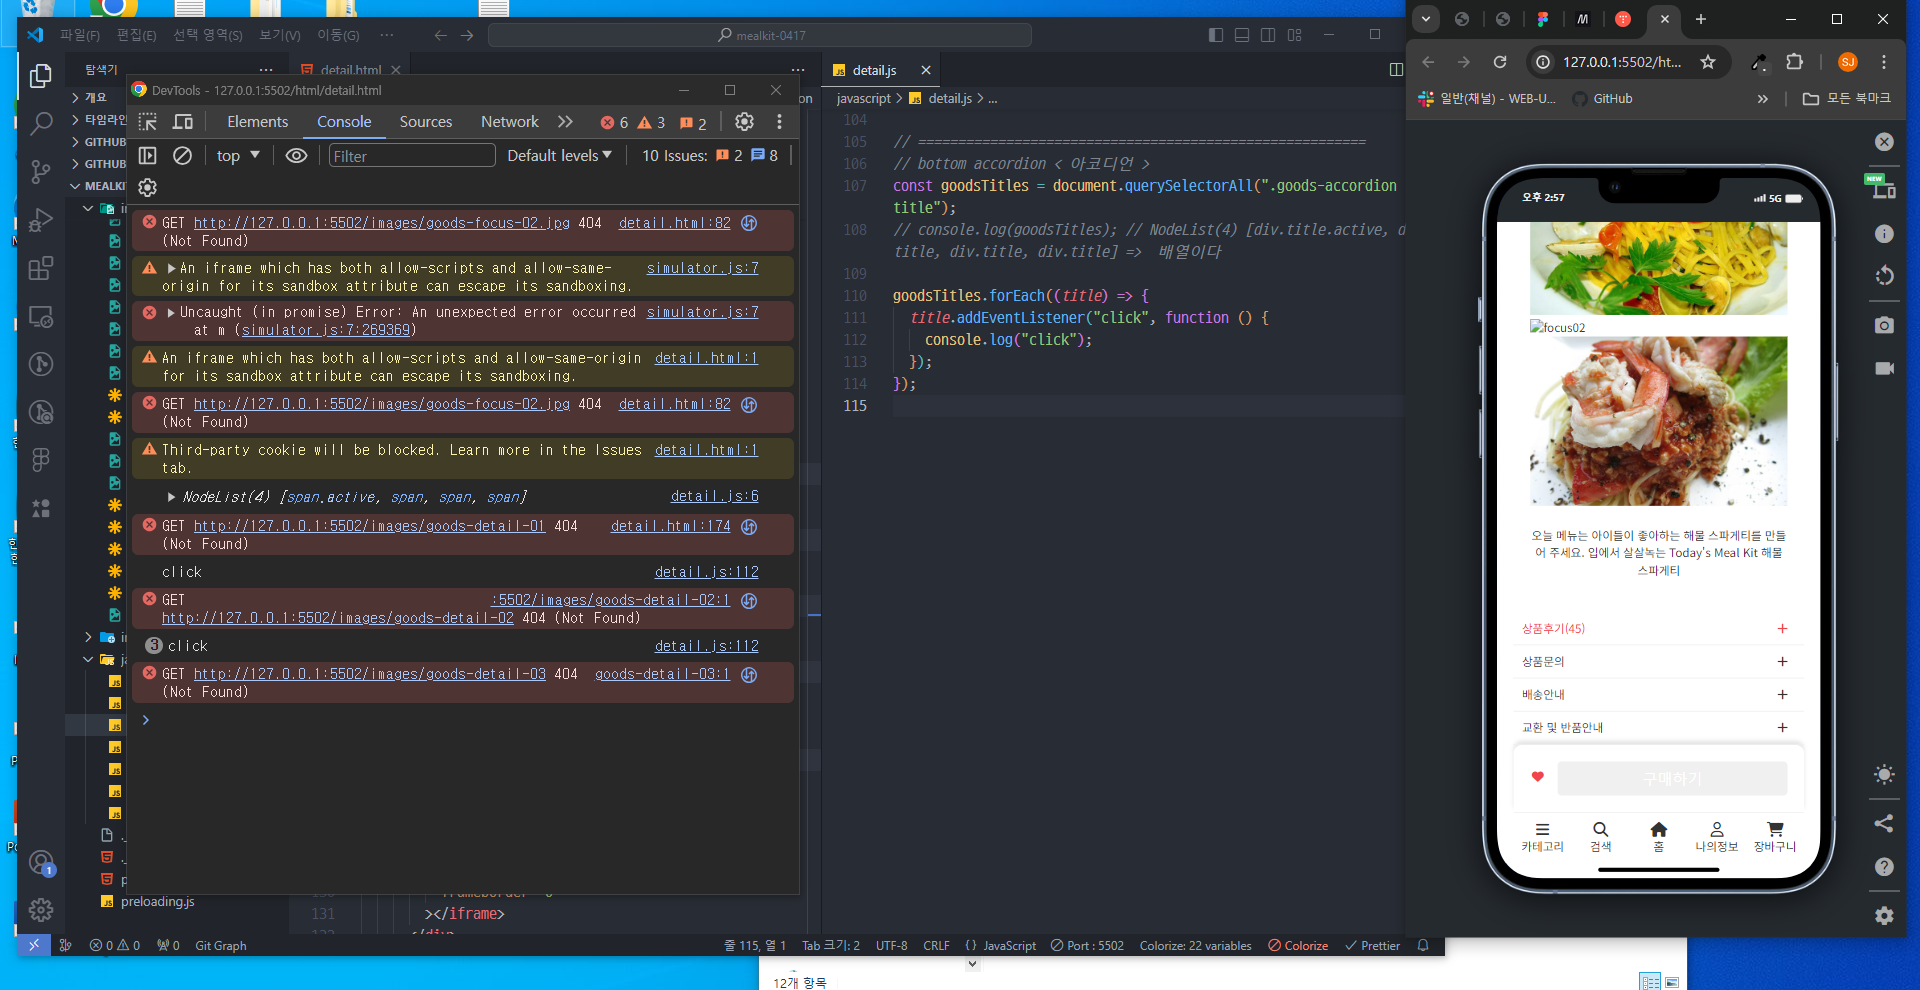 파일(F) 편집(E) 선택 영역(S) 보기(V) 이동(G) ···
mealkit-0417
탐색기
개요
타임라인
GITHUB
GITHUB
MEALKI
preloading.js
detail.html
DevTools - 127.0.0.1:5502/html/detail.html
Elements Console Sources Network 6 3 2
top Filter Default levels 10 Issues: 2 8
GET http://127.0.0.1:5502/images/goods-focus-02.jpg 404 detail.html:82
(Not Found)
An iframe which has both allow-scripts and allow-same- simulator.js:7
origin for its sandbox attribute can escape its sandboxing.
Uncaught (in promise) Error: An unexpected error occurred simulator.js:7
at m (simulator.js:7:269369)
An iframe which has both allow-scripts and allow-same-origin detail.html:1
for its sandbox attribute can escape its sandboxing.
GET http://127.0.0.1:5502/images/goods-focus-02.jpg 404 detail.html:82
(Not Found)
Third-party cookie will be blocked. Learn more in the Issues detail.html:1
tab.
NodeList(4) [span.active, span, span, span] detail.js:6
GET http://127.0.0.1:5502/images/goods-detail-01 404 detail.html:174
(Not Found)
click detail.js:112
GET :5502/images/goods-detail-02:1
http://127.0.0.1:5502/images/goods-detail-02 404 (Not Found)
3 click detail.js:112
GET http://127.0.0.1:5502/images/goods-detail-03 404 goods-detail-03:1
(Not Found)
131 ></iframe>
detail.js
javascript > detail.js > ...
104
105 // =======================================================
106 // bottom accordion < 아코디언 >
107 const goodsTitles = document.querySelectorAll(".goods-accordion
title");
108 // console.log(goodsTitles); // NodeList(4) [div.title.active, d
title, div.title, div.title] => 배열이다
109
110 goodsTitles.forEach((title) => {
111 title.addEventListener("click", function () {
112 console.log("click");
113 });
114 });
115
0 0 0 Git Graph 줄 115, 열 1 Tab 크기: 2 UTF-8 CRLF {} JavaScript Port : 5502 Colorize: 22 variables Colorize Prettier
12개 항목
127.0.0.1:5502/ht... SJ
일반(채널) - WEB-U... GitHub 모든 북마크
NEW
오후 2:57 5G
focus02
오늘 메뉴는 아이들이 좋아하는 해물 스파게티를 만들
어 주세요. 입에서 살살녹는 Today's Meal Kit 해물
스파게티
상품후기(45) +
상품문의 +
배송안내 +
교환 및 반품안내 +
구매하기
카테고리 검색 홈 나의정보 장바구니